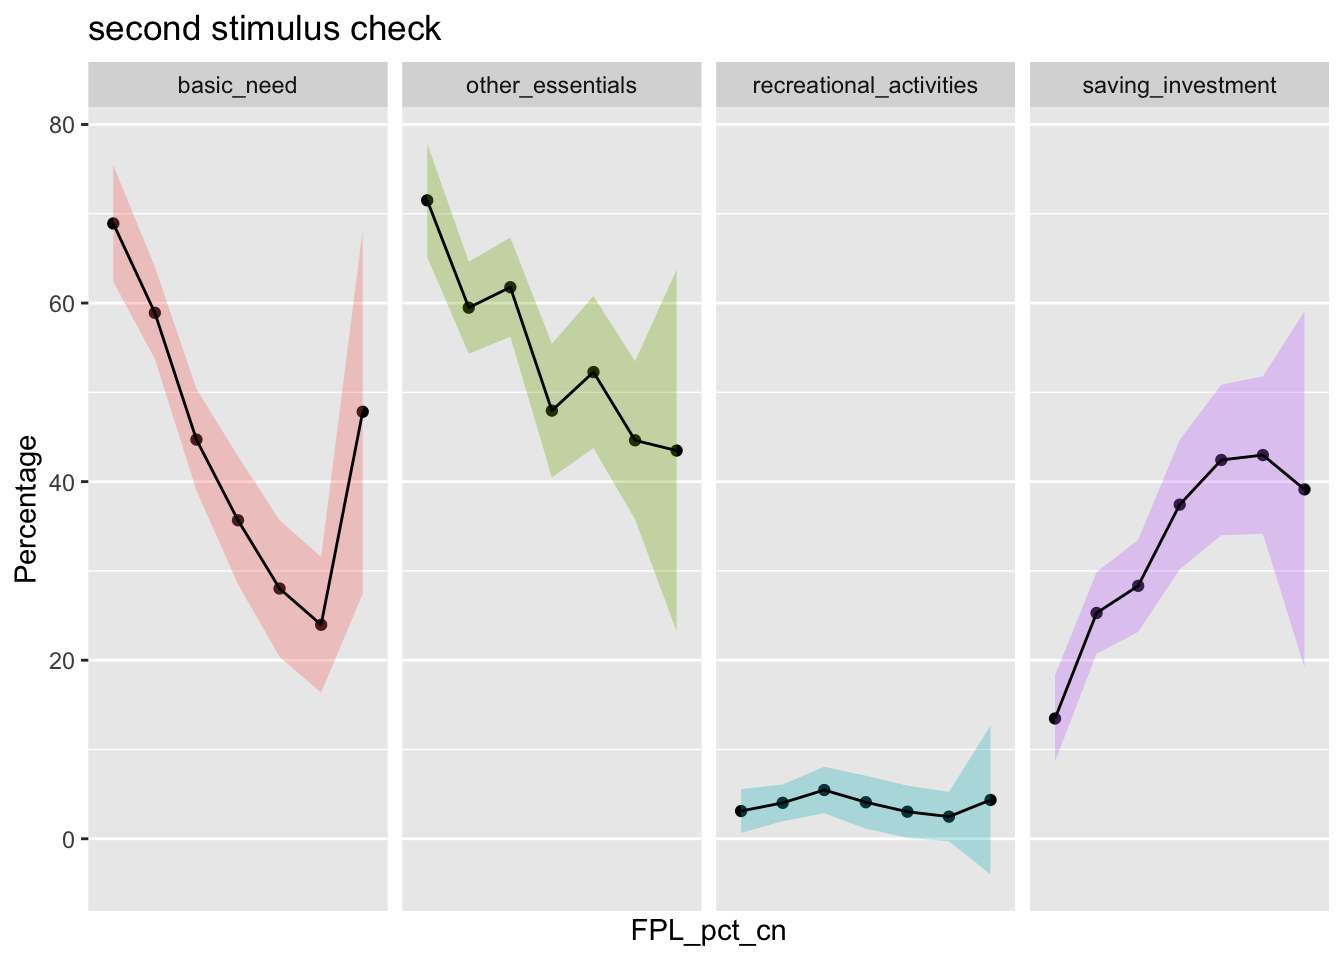 second stimulus check
basic_need
other_essentials
recreational_activities
saving_investment
80
60
40
20
0
Percentage
FPL_pct_cn